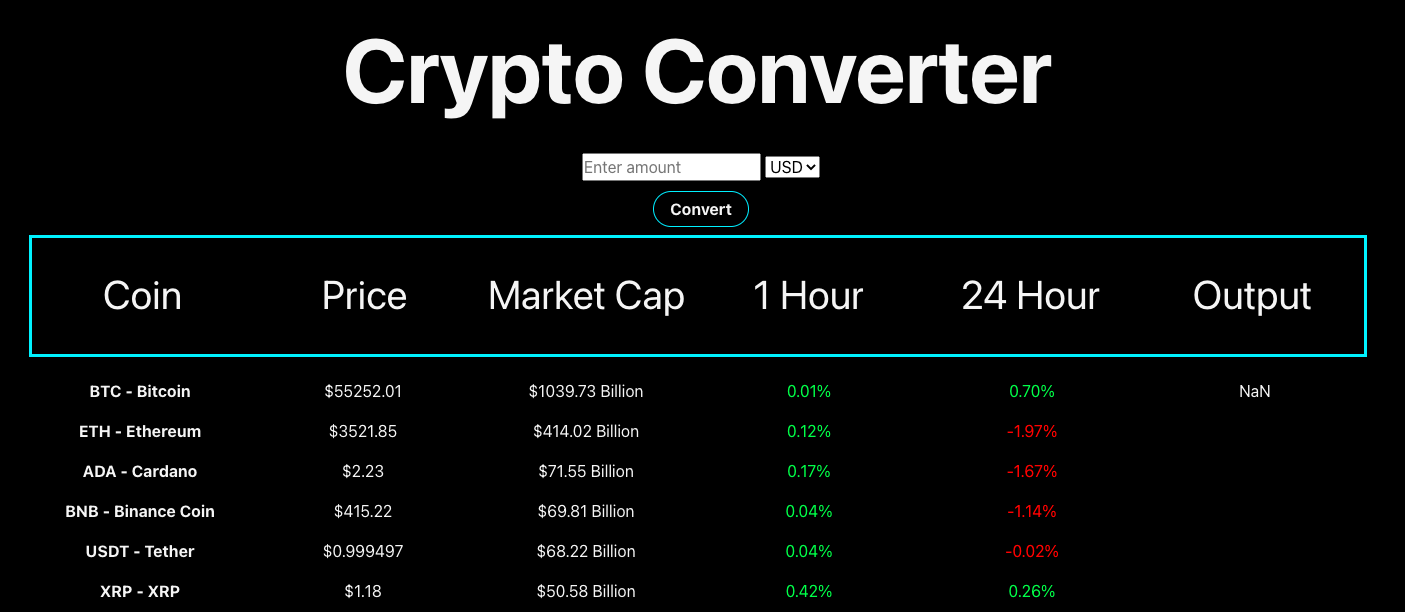 Crypto Converter
Enter amount USD
Convert
Coin Price Market Cap 1 Hour 24 Hour Output
BTC - Bitcoin $55252.01 $1039.73 Billion 0.01% 0.70% NaN
ETH - Ethereum $3521.85 $414.02 Billion 0.12% -1.97%
ADA - Cardano $2.23 $71.55 Billion 0.17% -1.67%
BNB - Binance Coin $415.22 $69.81 Billion 0.04% -1.14%
USDT - Tether $0.999497 $68.22 Billion 0.04% -0.02%
XRP - XRP $1.18 $50.58 Billion 0.42% 0.26%